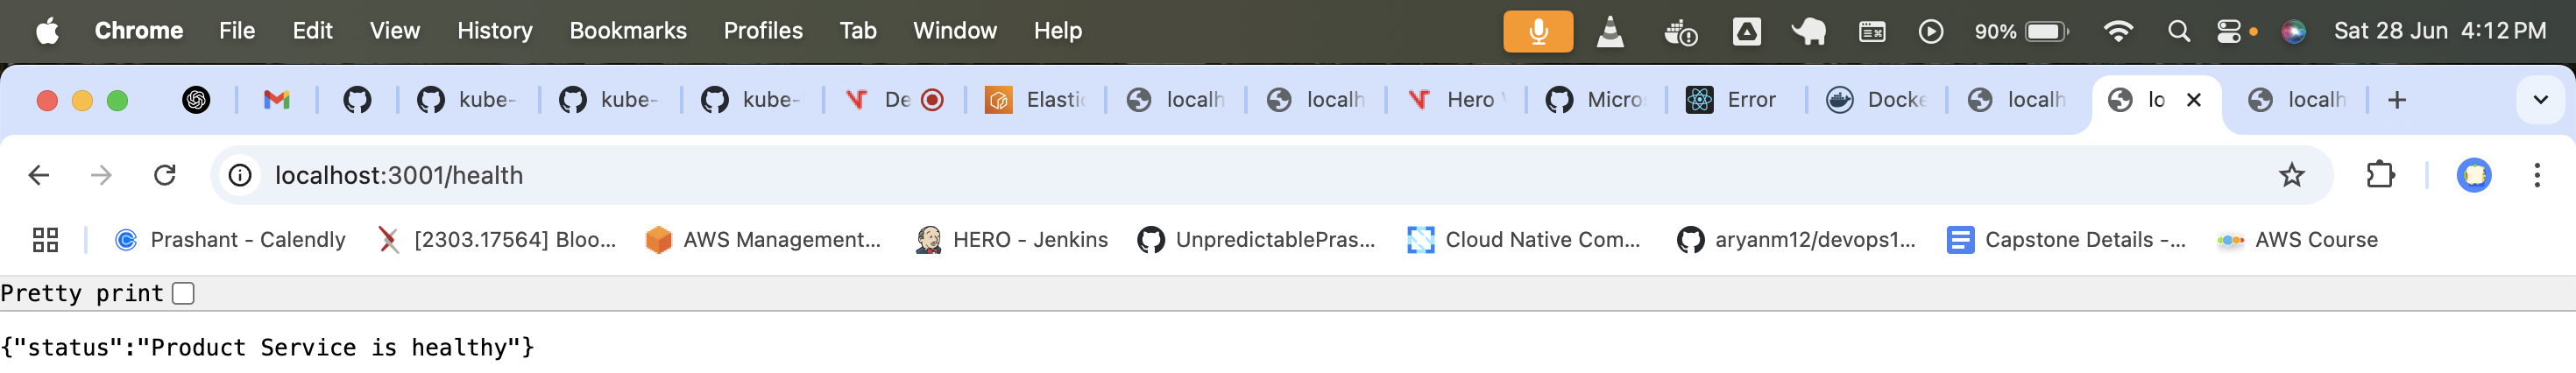 Chrome File Edit View History Bookmarks Profiles Tab Window Help 90% Sat 28 Jun 4:12 PM
kube- kube- kube- De Elastic localh localh Hero Micro Error Docke localh lo localh
localhost:3001/health
Prashant - Calendly [2303.17564] Bloo... AWS Management... HERO - Jenkins UnpredictablePras... Cloud Native Com... aryanm12/devops1... Capstone Details -... AWS Course
Pretty print
{"status":"Product Service is healthy"}